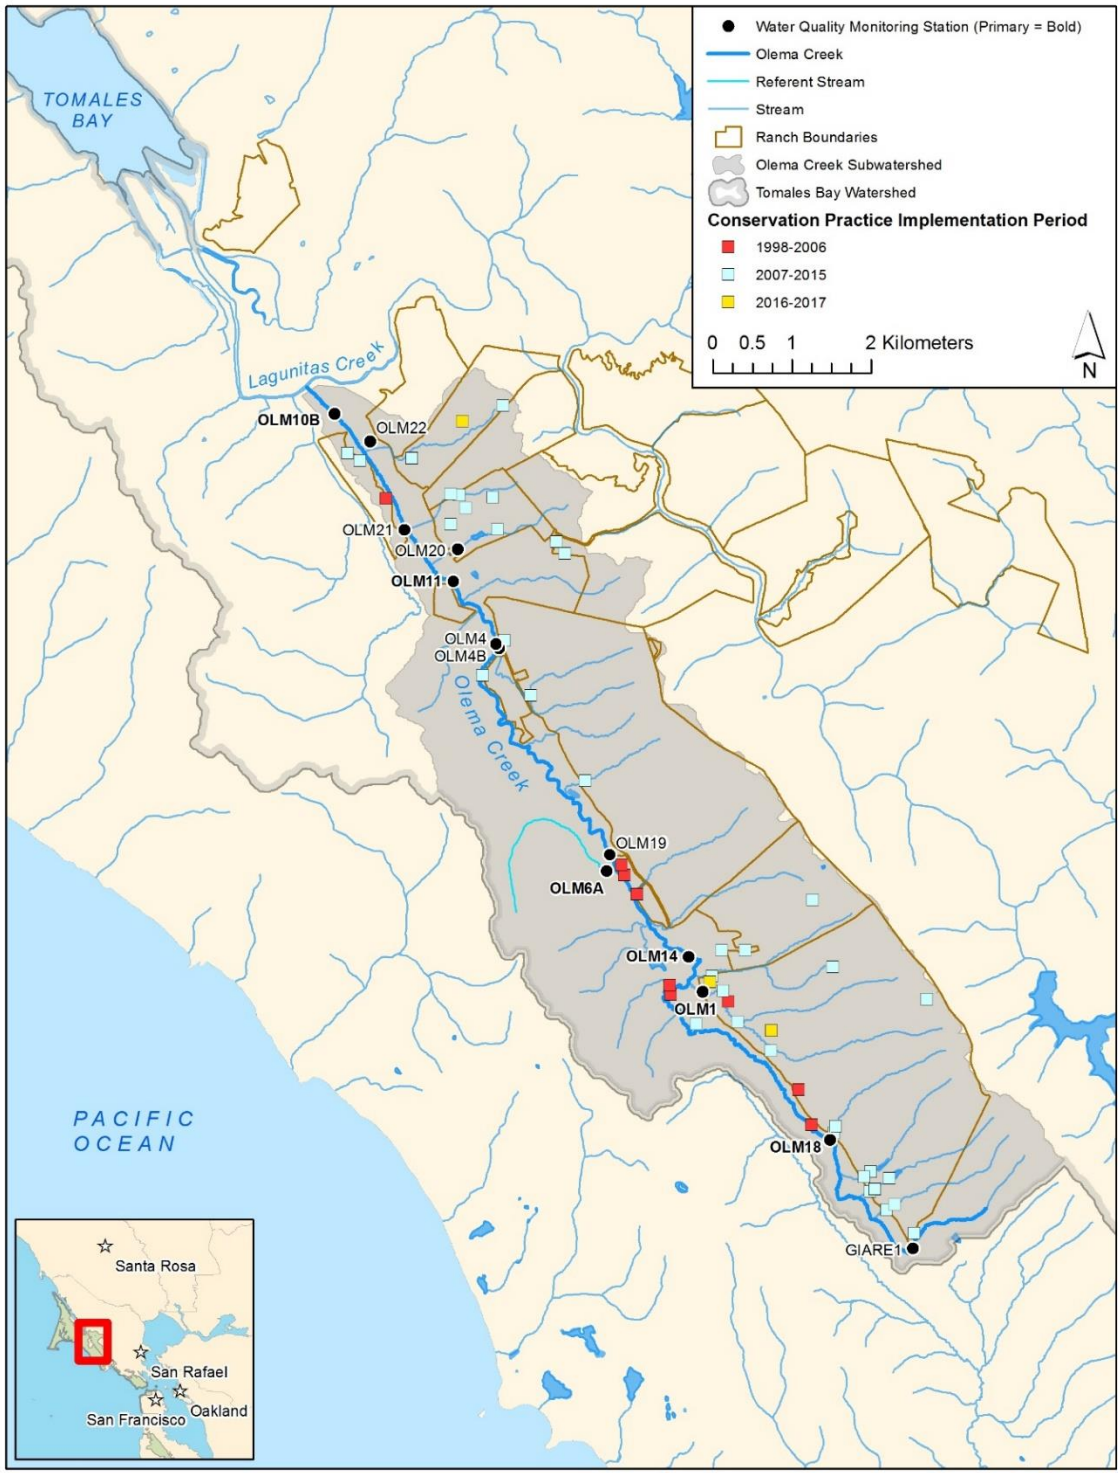 Water Quality Monitoring Station (Primary = Bold)
Olema Creek
Referent Stream
Stream
Ranch Boundaries
Olema Creek Subwatershed
Tomales Bay Watershed
Conservation Practice Implementation Period
1998-2006
2007-2015
2016-2017
0 0.5 1 2 Kilometers
N
TOMALES
BAY
Lagunitas Creek
OLM10B
OLM22
OLM21
OLM20
OLM11
OLM4
OLM4B
Olema Creek
OLM19
OLM6A
OLM14
OLM1
OLM18
GIARE1
PACIFIC
OCEAN
Santa Rosa
San Rafael
Oakland
San Francisco